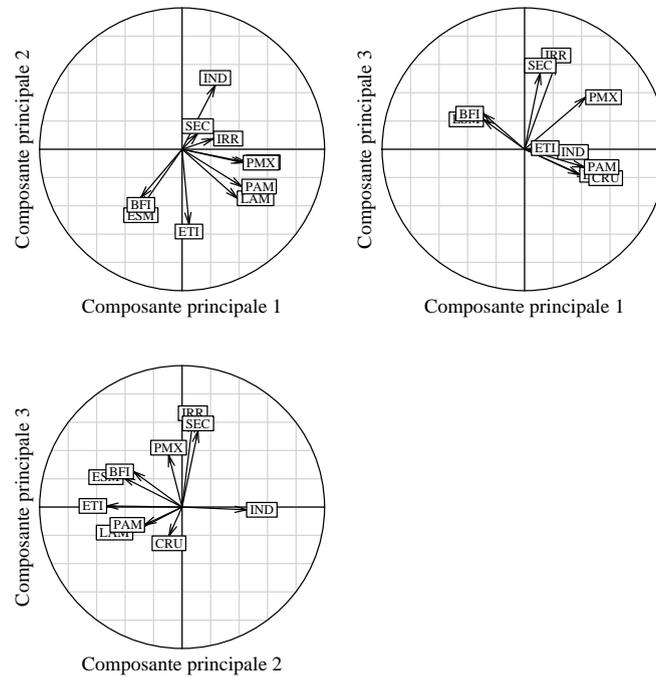 Composante principale 2
IND
SEC
IRR
PMX
PAM
LAM
BFI
ESM
ETI
Composante principale 1
Composante principale 3
IRR
SEC
PMX
BFI
ETI
IND
PAM
CRU
Composante principale 1
Composante principale 3
IRR
SEC
PMX
BFI
ESM
ETI
IND
PAM
LAM
CRU
Composante principale 2